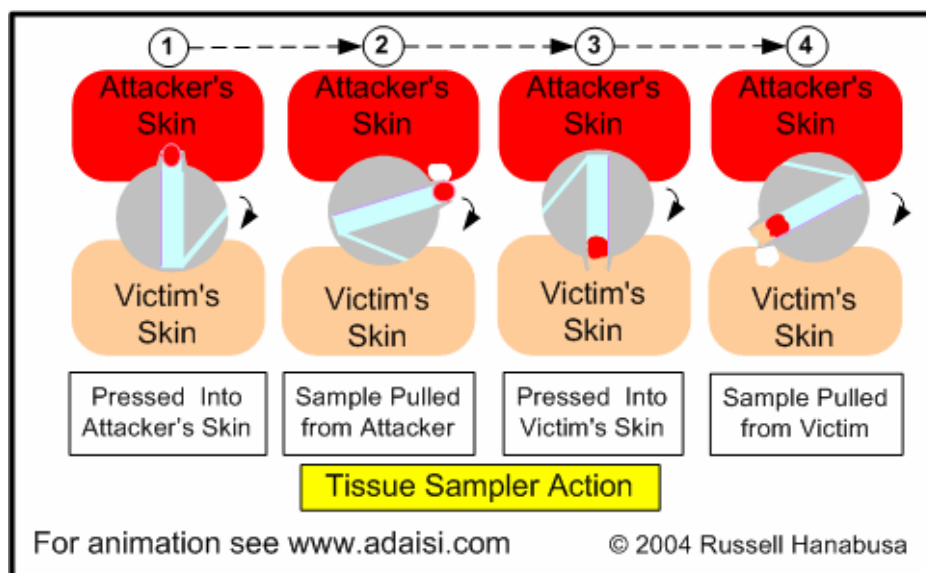 1 2 3 4
Attacker's Attacker's Attacker's Attacker's
Skin Skin Skin Skin
Victim's Victim's Victim's Victim's
Skin Skin Skin Skin
Pressed Into Sample Pulled Pressed Into Sample Pulled
Attacker's Skin from Attacker Victim's Skin from Victim
Tissue Sampler Action
For animation see www.adaisi.com © 2004 Russell Hanabusa